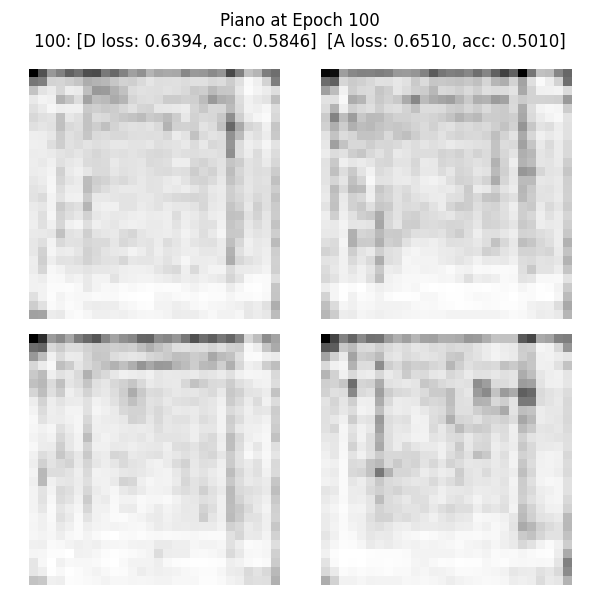 Piano at Epoch 100
100: [D loss: 0.6394, acc: 0.5846]  [A loss: 0.6510, acc: 0.5010]